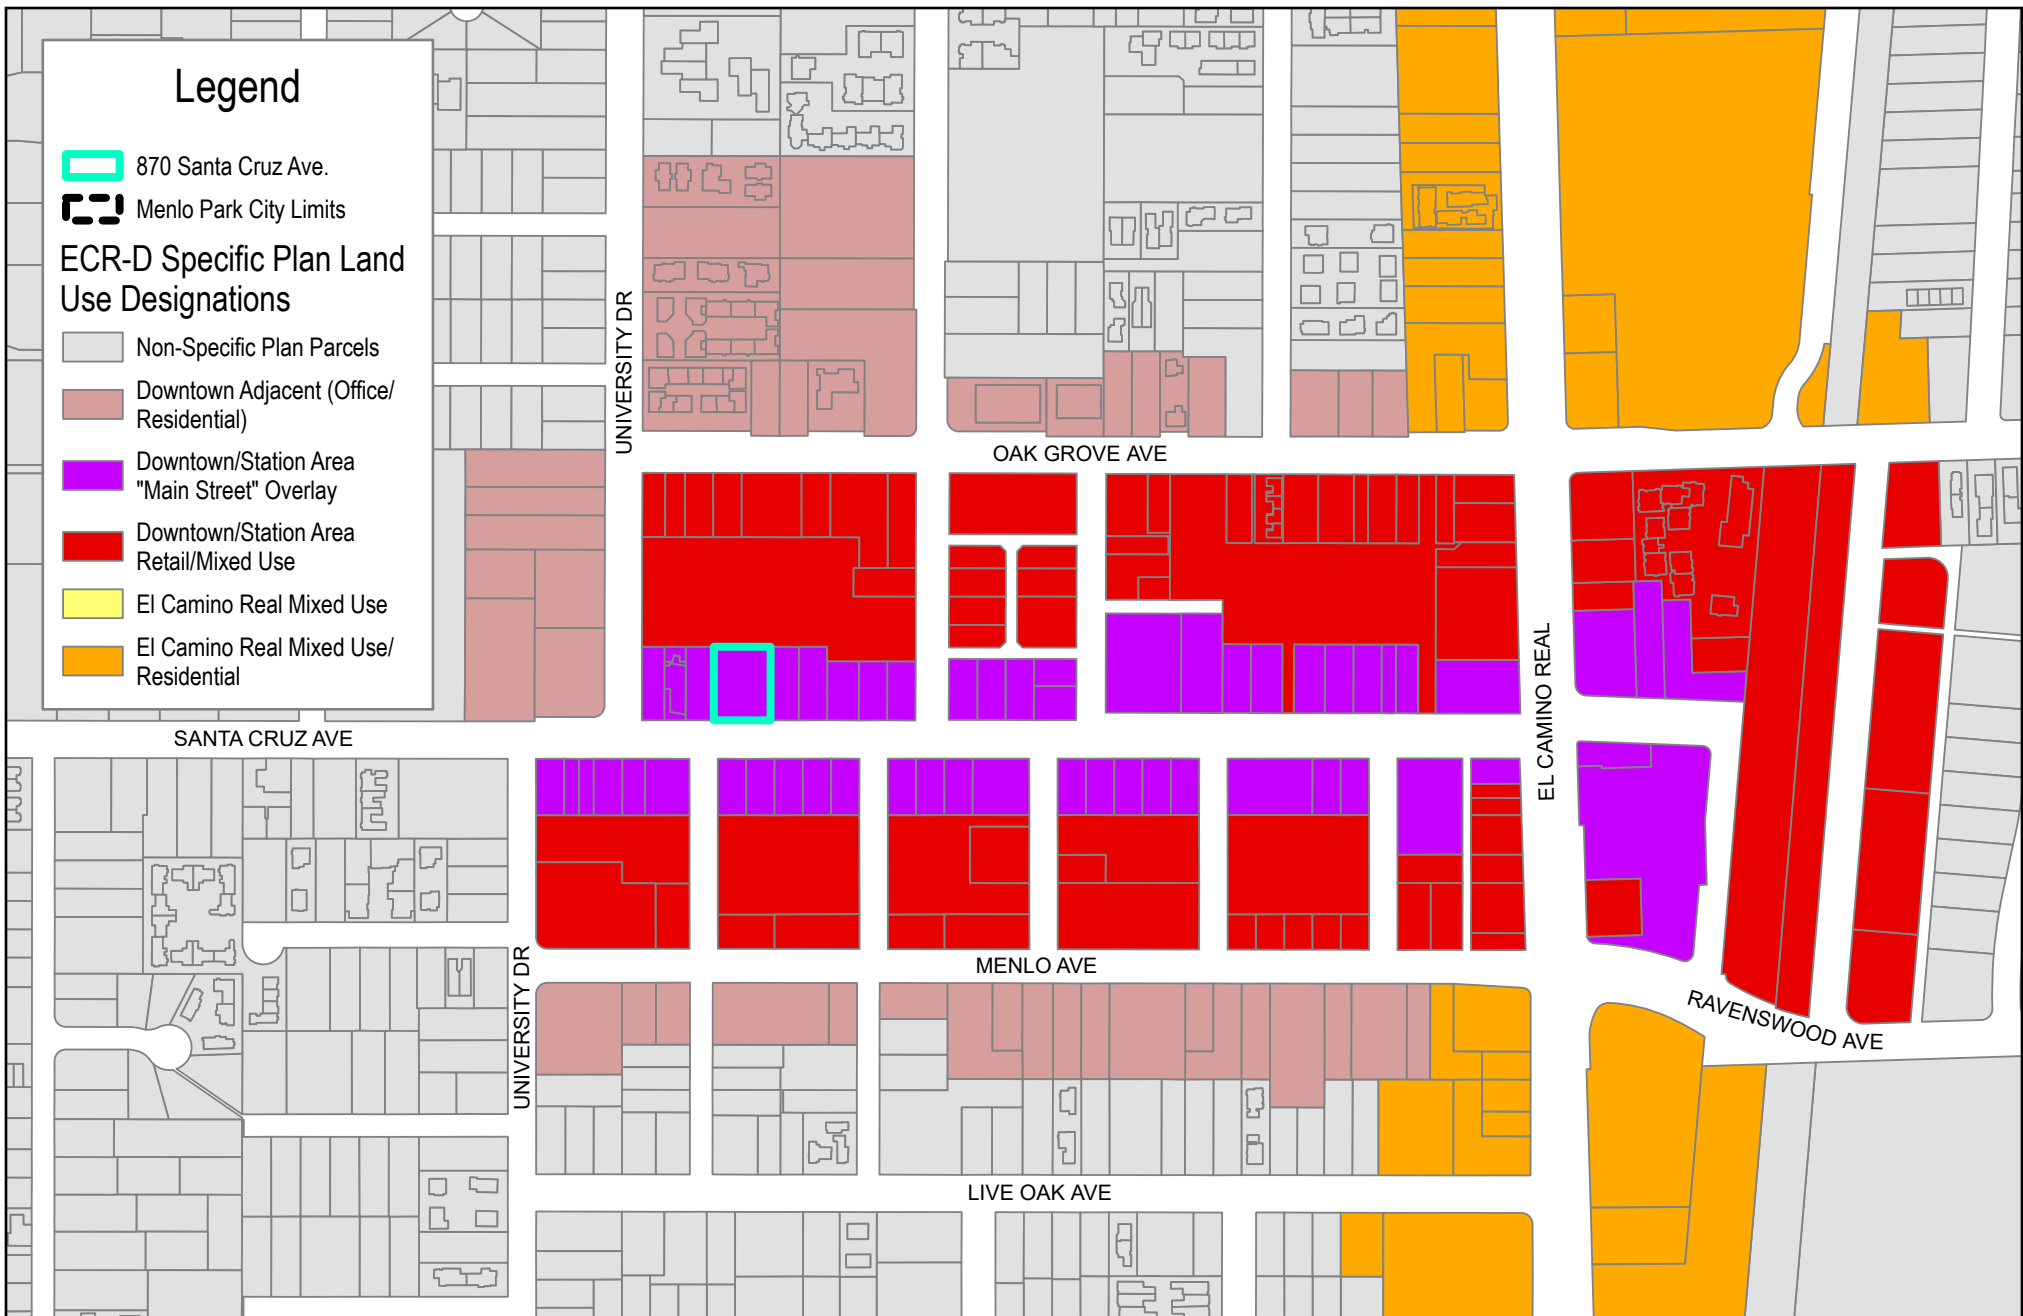 Legend
870 Santa Cruz Ave.
Menlo Park City Limits
ECR-D Specific Plan Land
Use Designations
Non-Specific Plan Parcels
Downtown Adjacent (Office/
Residential)
Downtown/Station Area
"Main Street" Overlay
Downtown/Station Area
Retail/Mixed Use
El Camino Real Mixed Use
El Camino Real Mixed Use/
Residential
UNIVERSITY DR
OAK GROVE AVE
EL CAMINO REAL
SANTA CRUZ AVE
UNIVERSITY DR
MENLO AVE
RAVENSWOOD AVE
LIVE OAK AVE